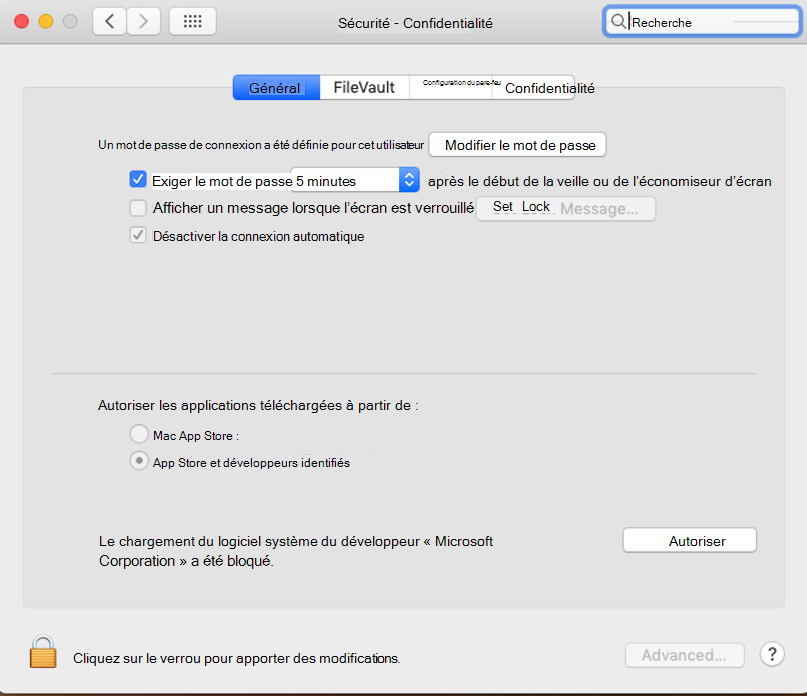 Sécurité - Confidentialité
Recherche
Général
FileVault
Configuration du pare-feu
Confidentialité
Un mot de passe de connexion a été définie pour cet utilisateur
Modifier le mot de passe
Exiger le mot de passe 5 minutes après le début de la veille ou de l'économiseur d'écran
Afficher un message lorsque l'écran est verrouillé Set Lock Message...
Désactiver la connexion automatique
Autoriser les applications téléchargées à partir de :
Mac App Store :
App Store et développeurs identifiés
Le chargement du logiciel système du développeur « Microsoft
Corporation » a été bloqué.
Autoriser
Cliquez sur le verrou pour apporter des modifications.
Advanced...
?